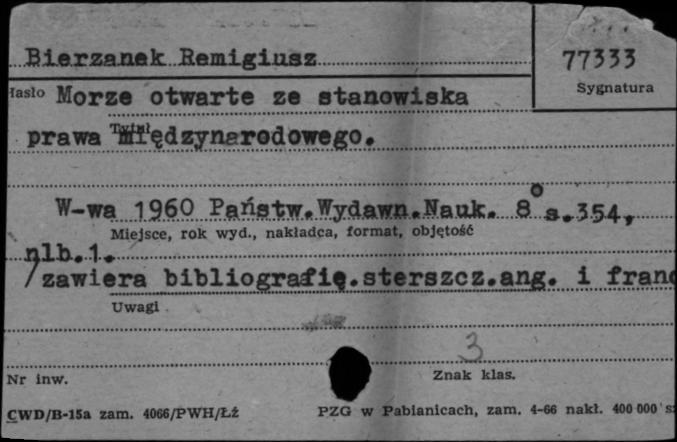 Bierzanek Remigiusz
77333
Sygnatura
Hasło Morze otwarte ze stanowiska
prawa międzynarodowego.
Tytuł
W-wa 1960 Państw.Wydawn.Nauk. 8° s.354,
Miejsce, rok wyd., nakładca, format, objętość
nlb.1.
/zawiera bibliografię.sterszcz.ang. i franc
Uwagi
3
Nr inw.
Znak klas.
CWD/B-15a zam. 4066/PWH/Łż
PZG w Pabianicach, zam. 4-66 nakł. 400 000 sz